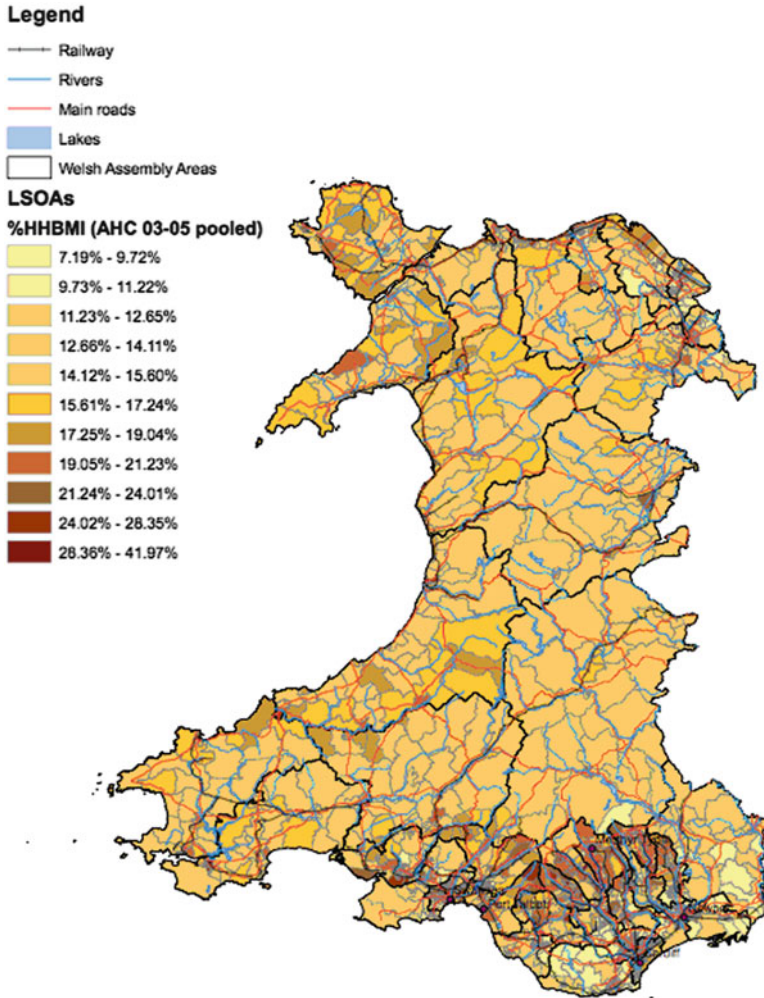 Legend
Railway
Rivers
Main roads
Lakes
Welsh Assembly Areas
LSOAs
%HHBMI (AHC 03-05 pooled)
7.19% - 9.72%
9.73% - 11.22%
11.23% - 12.65%
12.66% - 14.11%
14.12% - 15.60%
15.61% - 17.24%
17.25% - 19.04%
19.05% - 21.23%
21.24% - 24.01%
24.02% - 28.35%
28.36% - 41.97%
Port Talbot